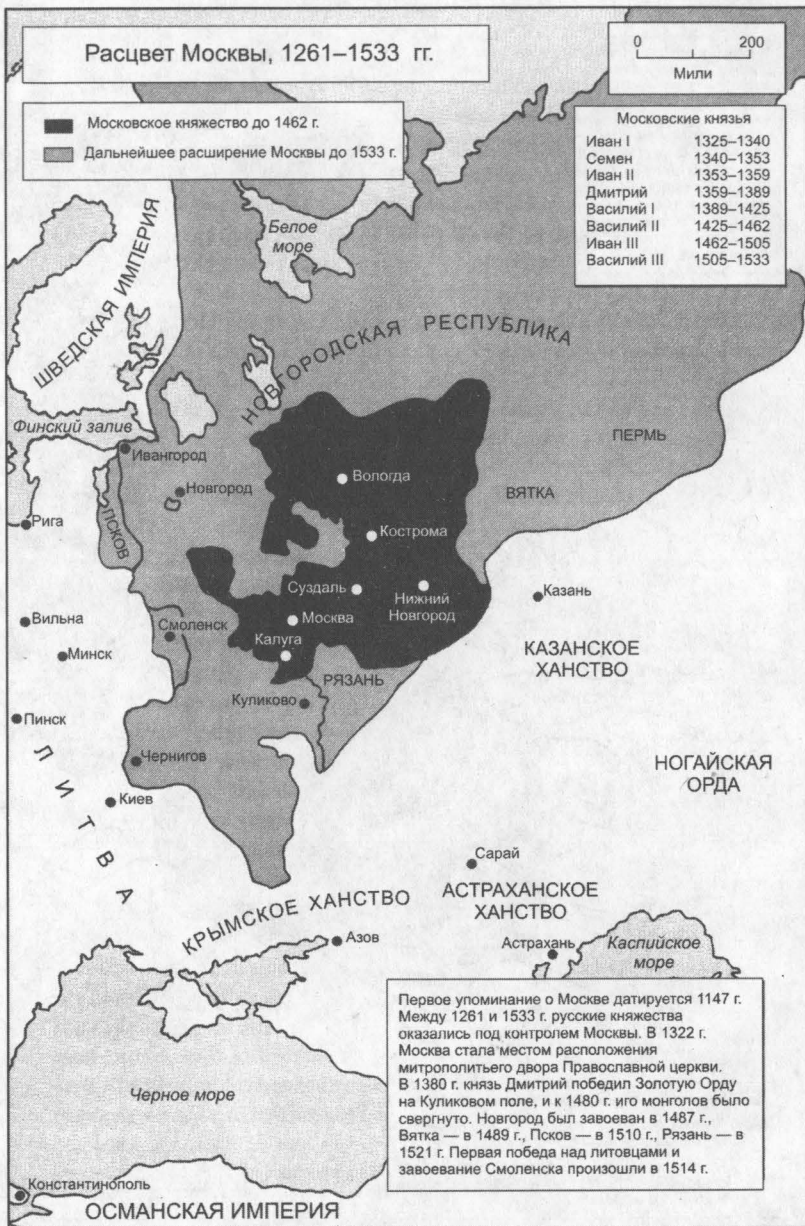 Расцвет Москвы, 1261–1533 гг.
0 200
Мили
Московское княжество до 1462 г.
Дальнейшее расширение Москвы до 1533 г.
Московские князья
Иван I 1325–1340
Семен 1340–1353
Иван II 1353–1359
Дмитрий 1359–1389
Василий I 1389–1425
Василий II 1425–1462
Иван III 1462–1505
Василий III 1505–1533
Белое
море
ШВЕДСКАЯ ИМПЕРИЯ
НОВГОРОДСКАЯ РЕСПУБЛИКА
Финский залив
ПЕРМЬ
Ивангород
Вологда
Новгород
ВЯТКА
Рига
ПСКОВ
Кострома
Суздаль
Нижний
Новгород
Казань
Вильна
Москва
Смоленск
Калуга
Минск
КАЗАНСКОЕ
ХАНСТВО
РЯЗАНЬ
Куликово
Пинск
ЛИТВА
Чернигов
НОГАЙСКАЯ
ОРДА
Киев
Сарай
АСТРАХАНСКОЕ
ХАНСТВО
КРЫМСКОЕ ХАНСТВО
Азов
Астрахань
Каспийское
море
Первое упоминание о Москве датируется 1147 г.
Между 1261 и 1533 г. русские княжества
оказались под контролем Москвы. В 1322 г.
Москва стала местом расположения
митрополитьего двора Православной церкви.
В 1380 г. князь Дмитрий победил Золотую Орду
на Куликовом поле, и к 1480 г. иго монголов было
свергнуто. Новгород был завоеван в 1487 г.,
Вятка — в 1489 г., Псков — в 1510 г., Рязань — в
1521 г. Первая победа над литовцами и
завоевание Смоленска произошли в 1514 г.
Черное море
Константинополь
ОСМАНСКАЯ ИМПЕРИЯ